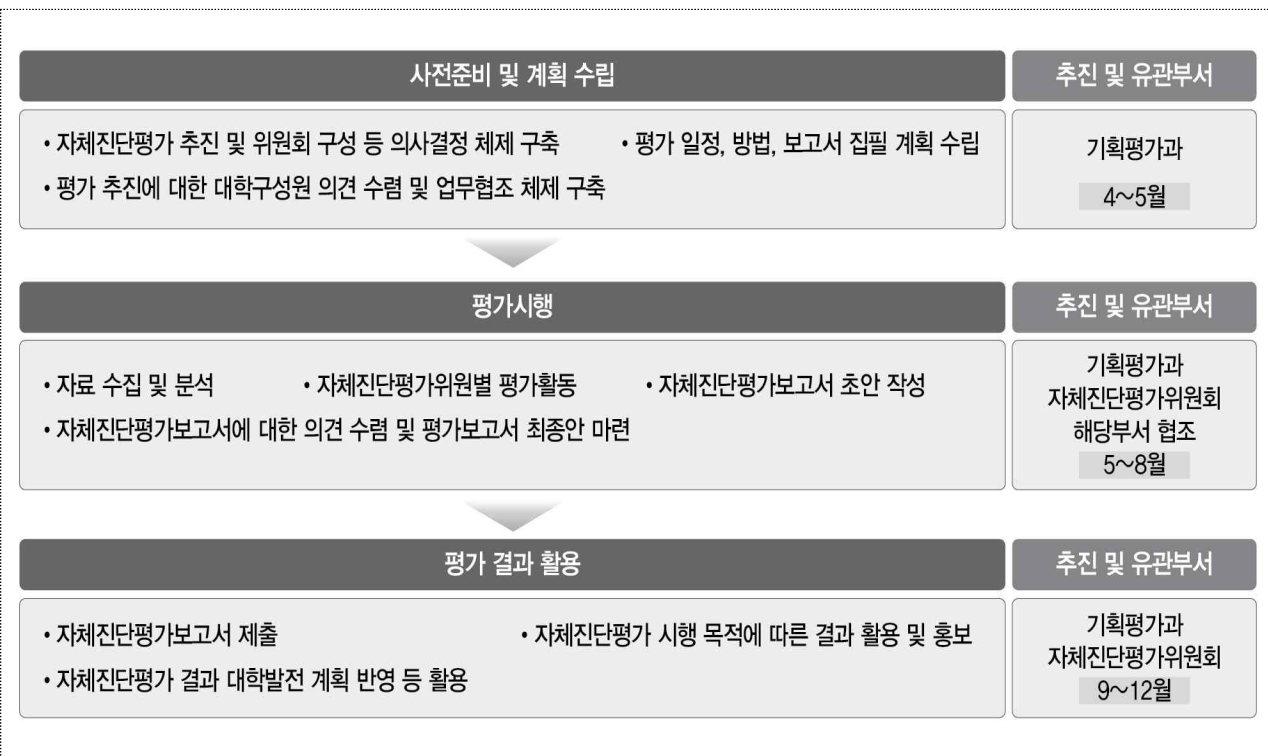 사전준비 및 계획 수립
추진 및 유관부서
• 자체진단평가 추진 및 위원회 구성 등 의사결정 체제 구축 • 평가 일정, 방법, 보고서 집필 계획 수립
• 평가 추진에 대한 대학구성원 의견 수렴 및 업무협조 체제 구축
기획평가과
4~5월
평가시행
추진 및 유관부서
• 자료 수집 및 분석 • 자체진단평가위원별 평가활동 • 자체진단평가보고서 초안 작성
• 자체진단평가보고서에 대한 의견 수렴 및 평가보고서 최종안 마련
기획평가과
자체진단평가위원회
해당부서 협조
5~8월
평가 결과 활용
추진 및 유관부서
• 자체진단평가보고서 제출 • 자체진단평가 시행 목적에 따른 결과 활용 및 홍보
• 자체진단평가 결과 대학발전 계획 반영 등 활용
기획평가과
자체진단평가위원회
9~12월